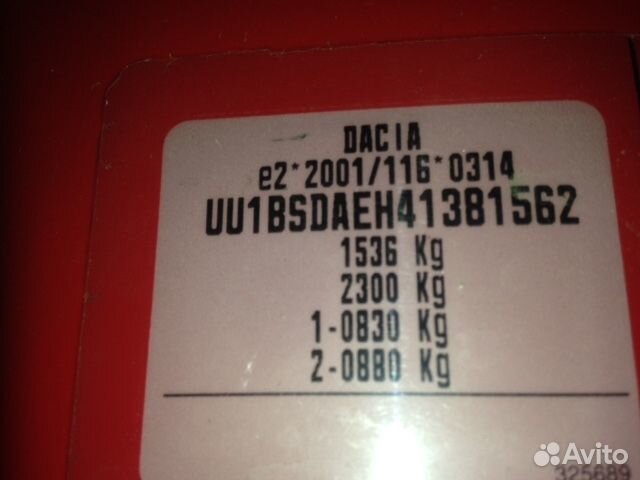 DACIA
e2*2001/116*0314
UU1BSDAEH41381562
1536 Kg
2300 Kg
1-0830 Kg
2-0880 Kg
325689
Avito